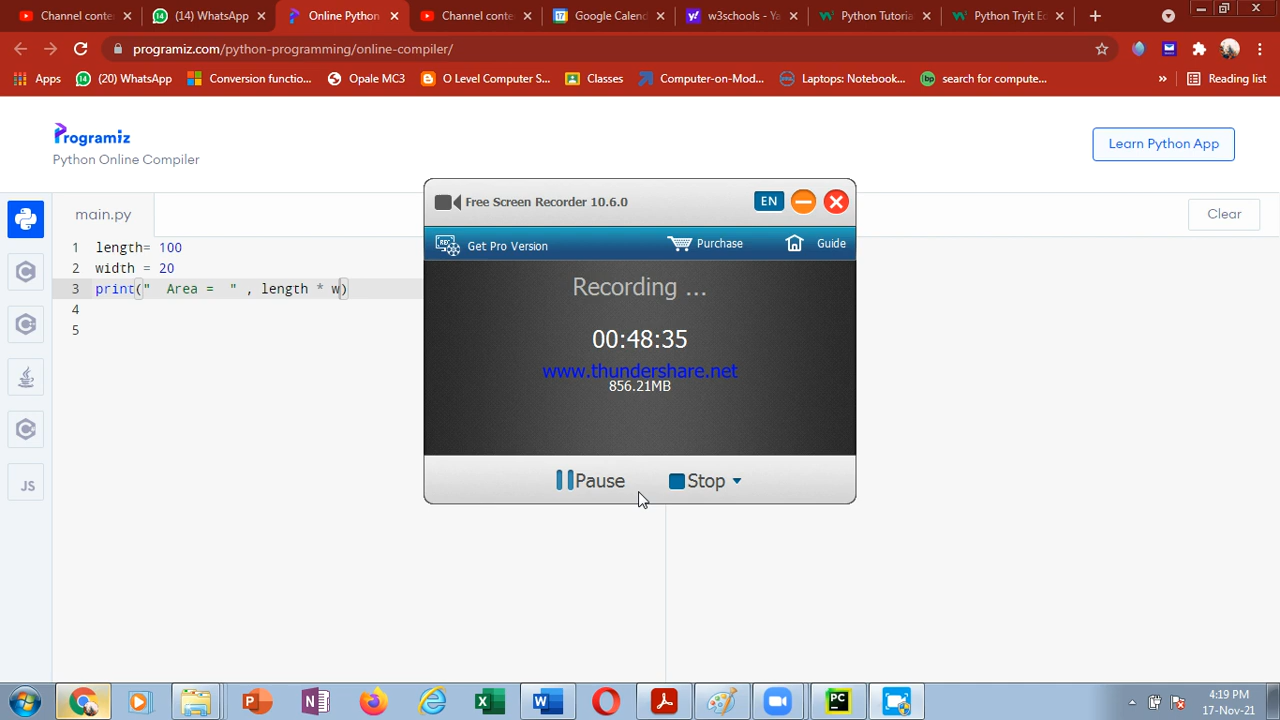 Channel conten
(14) WhatsApp
Online Python
Channel conten
Google Calend
w3schools - Ya
Python Tutoria
Python Tryit Ed
programiz.com/python-programming/online-compiler/
Apps
(20) WhatsApp
Conversion functio...
Opale MC3
O Level Computer S...
Classes
Computer-on-Mod...
Laptops: Notebook...
bp
search for compute...
»
Reading list
Programiz
Python Online Compiler
Learn Python App
main.py
Clear
1 length= 100
2 width = 20
3 print("  Area =  " , length * w)
4
5
JS
Free Screen Recorder 10.6.0
EN
Get Pro Version
Purchase
Guide
Recording ...
00:48:35
www.thundershare.net
856.21MB
Pause
Stop
4:19 PM
17-Nov-21